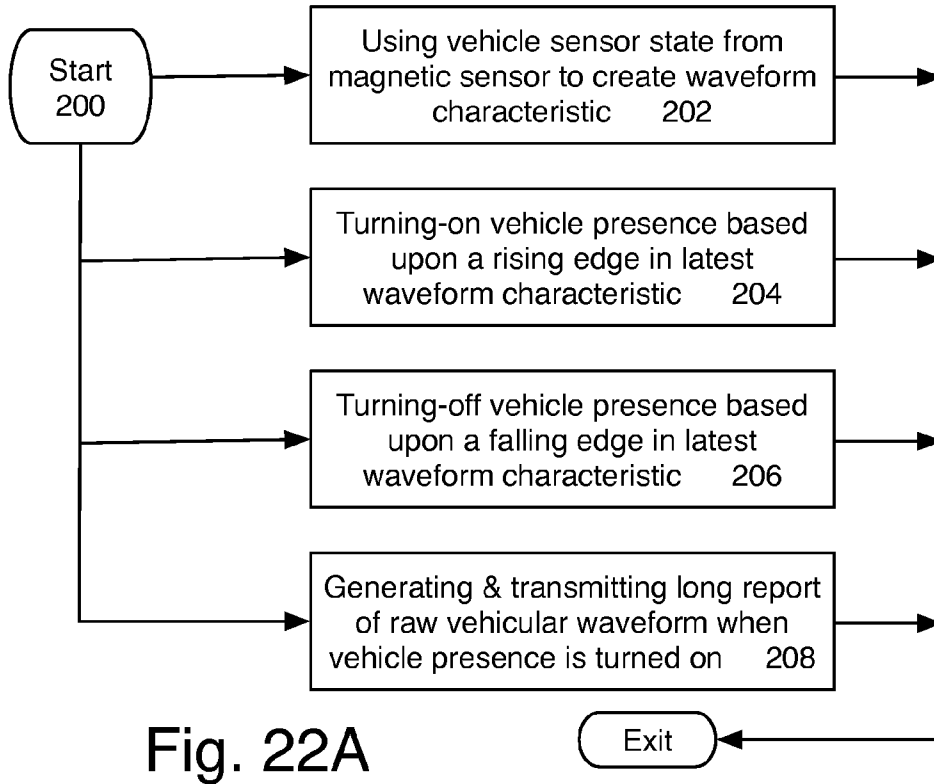 Start
200
Using vehicle sensor state from
magnetic sensor to create waveform
characteristic 202
Turning-on vehicle presence based
upon a rising edge in latest
waveform characteristic 204
Turning-off vehicle presence based
upon a falling edge in latest
waveform characteristic 206
Generating & transmitting long report
of raw vehicular waveform when
vehicle presence is turned on 208
Fig. 22A
Exit